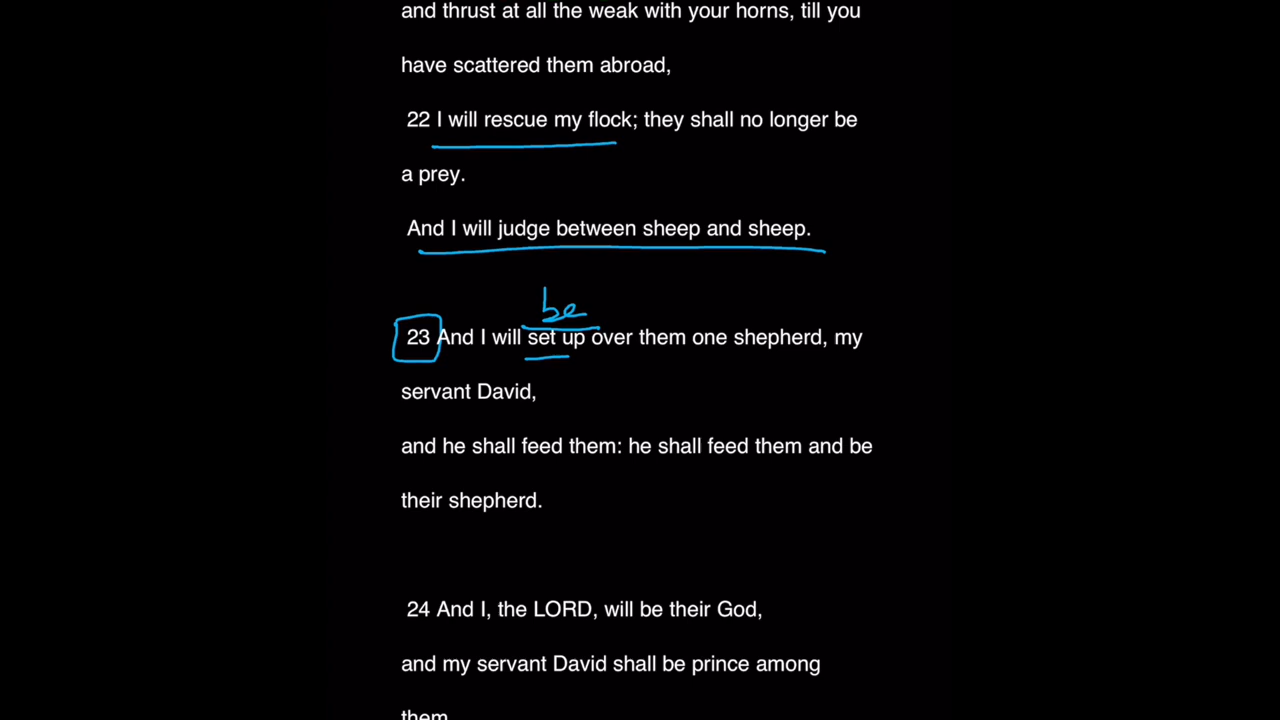 and thrust at all the weak with your horns, till you
have scattered them abroad,
22 I will rescue my flock; they shall no longer be
a prey.
And I will judge between sheep and sheep.
be
23 And I will set up over them one shepherd, my
servant David,
and he shall feed them: he shall feed them and be
their shepherd.
24 And I, the LORD, will be their God,
and my servant David shall be prince among
them